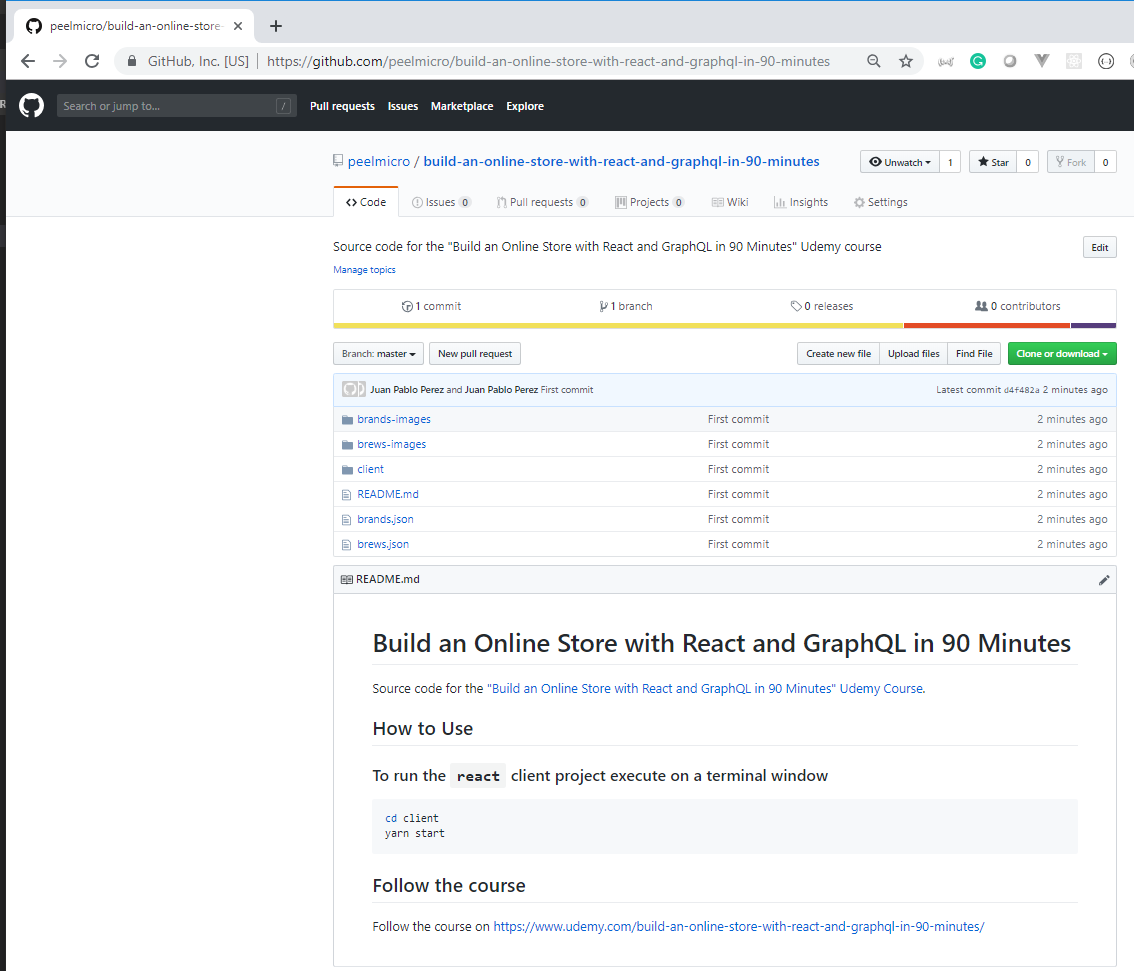 peelmicro/build-an-online-store-
GitHub, Inc. [US] https://github.com/peelmicro/build-an-online-store-with-react-and-graphql-in-90-minutes
Search or jump to... / Pull requests Issues Marketplace Explore
peelmicro / build-an-online-store-with-react-and-graphql-in-90-minutes Unwatch 1 Star 0 Fork 0
Code Issues 0 Pull requests 0 Projects 0 Wiki Insights Settings
Source code for the "Build an Online Store with React and GraphQL in 90 Minutes" Udemy course Edit
Manage topics
1 commit 1 branch 0 releases 0 contributors
Branch: master New pull request Create new file Upload files Find File Clone or download
Juan Pablo Perez and Juan Pablo Perez First commit Latest commit d4f482a 2 minutes ago
brands-images First commit 2 minutes ago
brews-images First commit 2 minutes ago
client First commit 2 minutes ago
README.md First commit 2 minutes ago
brands.json First commit 2 minutes ago
brews.json First commit 2 minutes ago
README.md
Build an Online Store with React and GraphQL in 90 Minutes
Source code for the "Build an Online Store with React and GraphQL in 90 Minutes" Udemy Course.
How to Use
To run the react client project execute on a terminal window
cd client
yarn start
Follow the course
Follow the course on https://www.udemy.com/build-an-online-store-with-react-and-graphql-in-90-minutes/